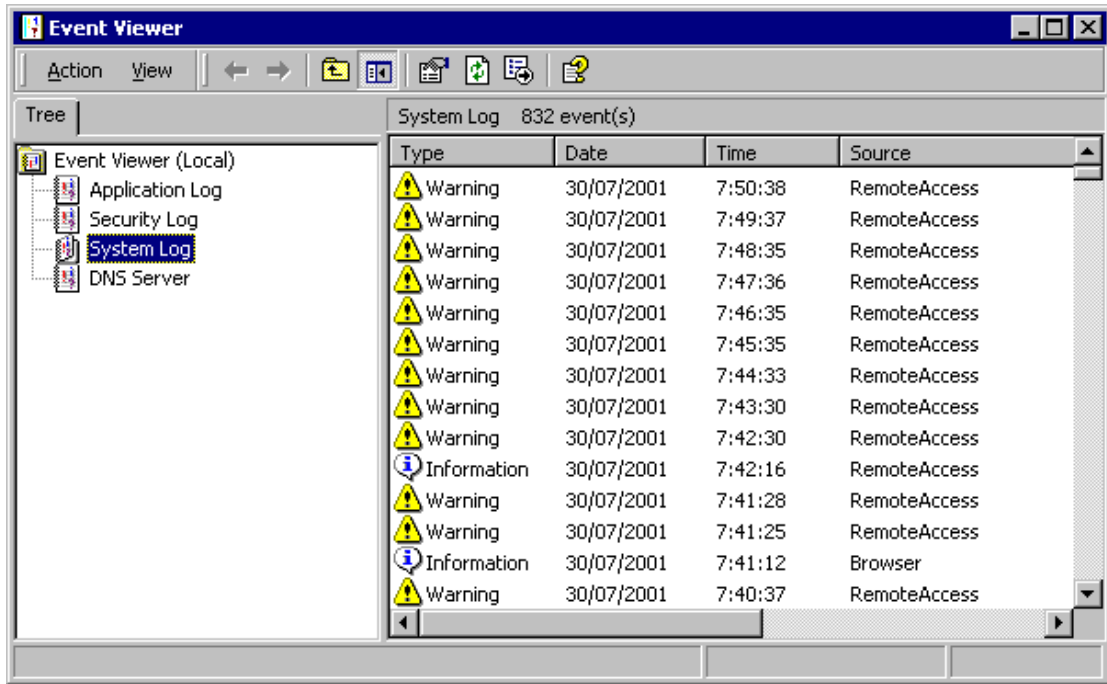 Event Viewer
Action View
Tree
System Log 832 event(s)
Event Viewer (Local)
Application Log
Security Log
System Log
DNS Server
Type Date Time Source
Warning 30/07/2001 7:50:38 RemoteAccess
Warning 30/07/2001 7:49:37 RemoteAccess
Warning 30/07/2001 7:48:35 RemoteAccess
Warning 30/07/2001 7:47:36 RemoteAccess
Warning 30/07/2001 7:46:35 RemoteAccess
Warning 30/07/2001 7:45:35 RemoteAccess
Warning 30/07/2001 7:44:33 RemoteAccess
Warning 30/07/2001 7:43:30 RemoteAccess
Warning 30/07/2001 7:42:30 RemoteAccess
Information 30/07/2001 7:42:16 RemoteAccess
Warning 30/07/2001 7:41:28 RemoteAccess
Warning 30/07/2001 7:41:25 RemoteAccess
Information 30/07/2001 7:41:12 Browser
Warning 30/07/2001 7:40:37 RemoteAccess